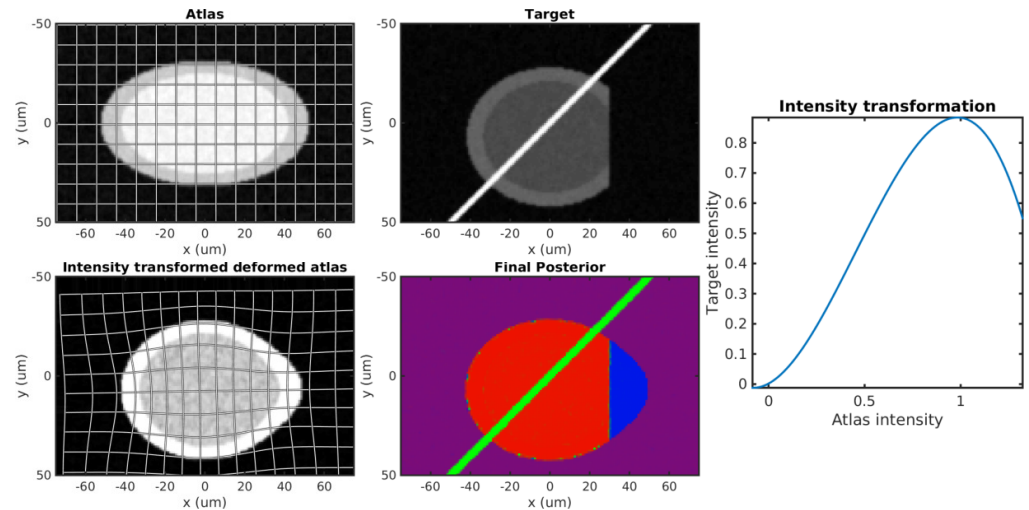 Atlas
-50
0
50
y (um)
-60 -40 -20 0 20 40 60
x (um)
Target
-50
0
50
y (um)
-60 -40 -20 0 20 40 60
x (um)
Intensity transformed deformed atlas
-50
0
50
y (um)
-60 -40 -20 0 20 40 60
x (um)
Final Posterior
-50
0
50
y (um)
-60 -40 -20 0 20 40 60
x (um)
Intensity transformation
0.8
0.7
0.6
0.5
0.4
0.3
0.2
0.1
0
Target intensity
0 0.5 1
Atlas intensity